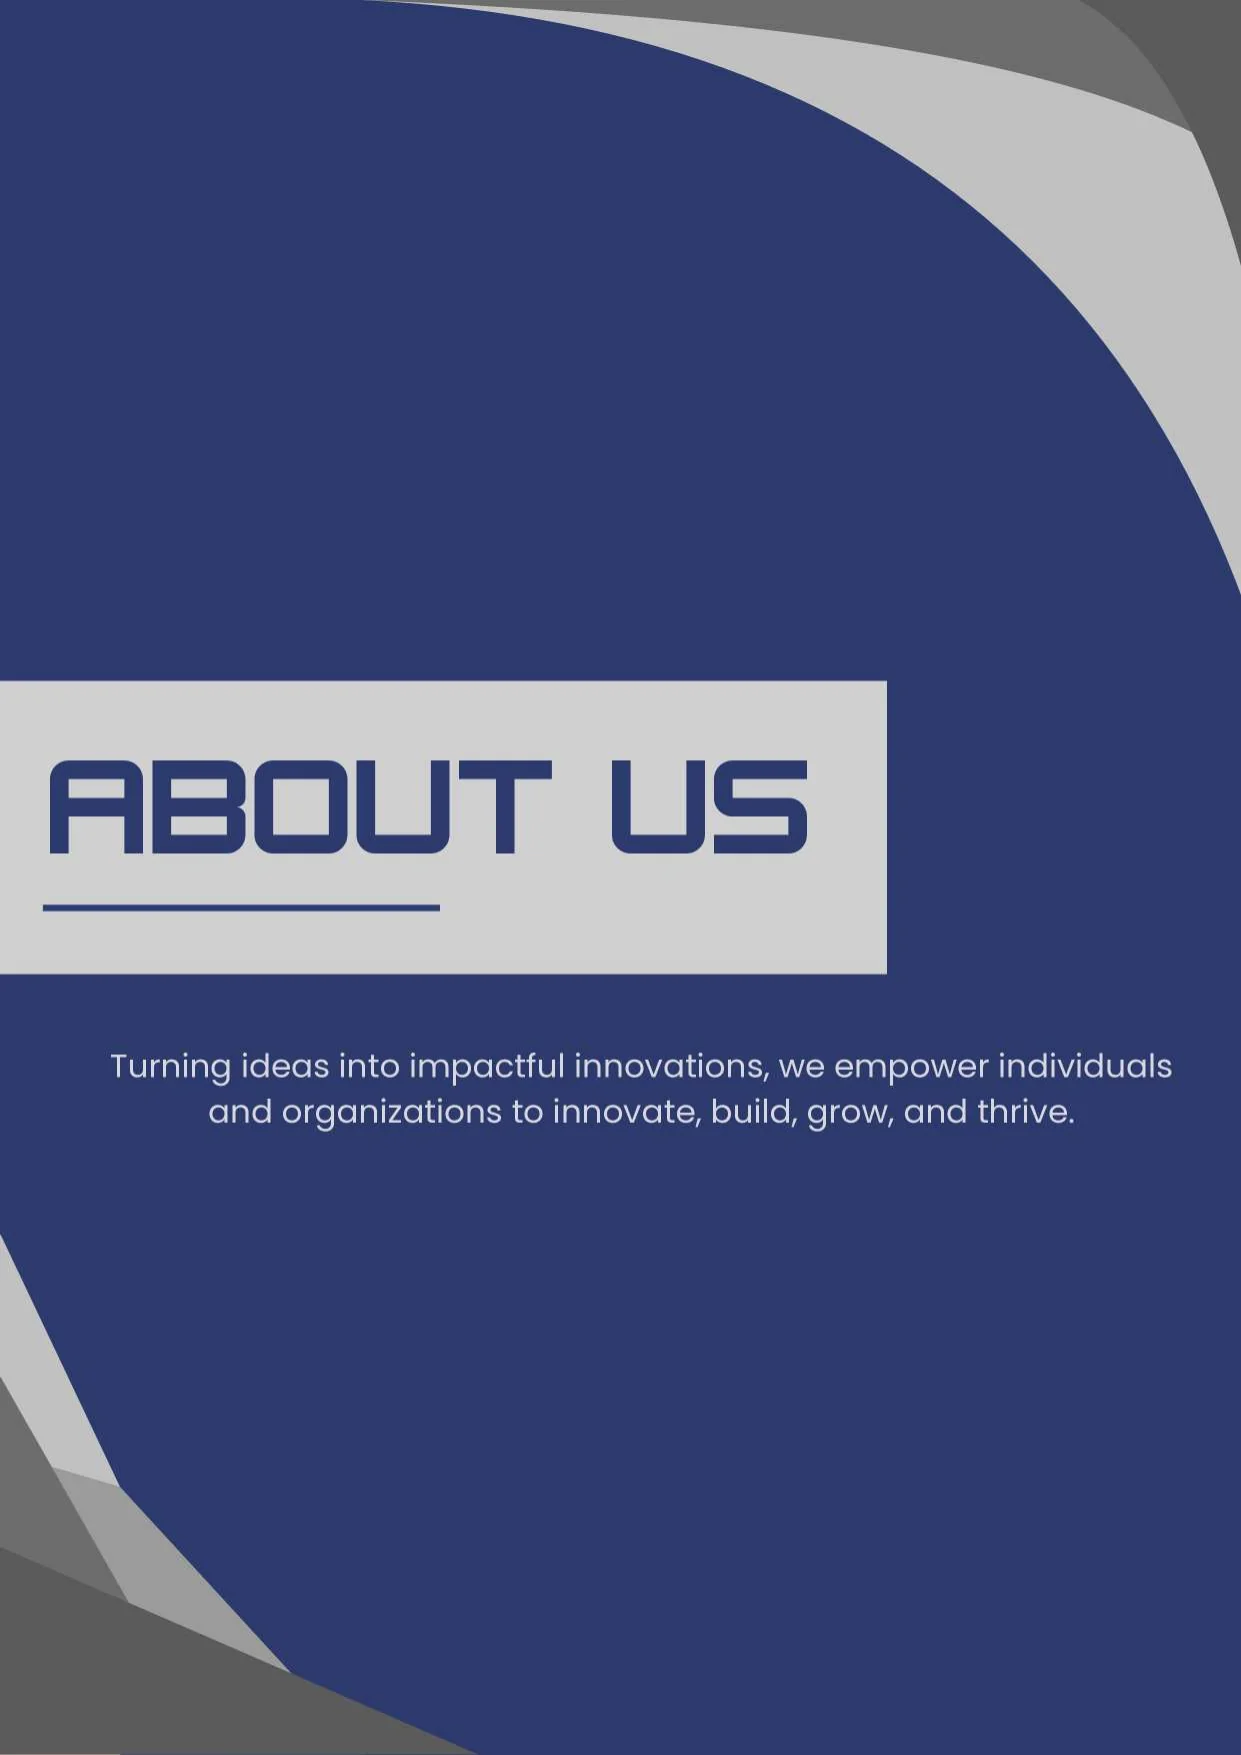 ABOUT US
Turning ideas into impactful innovations, we empower individuals
and organizations to innovate, build, grow, and thrive.